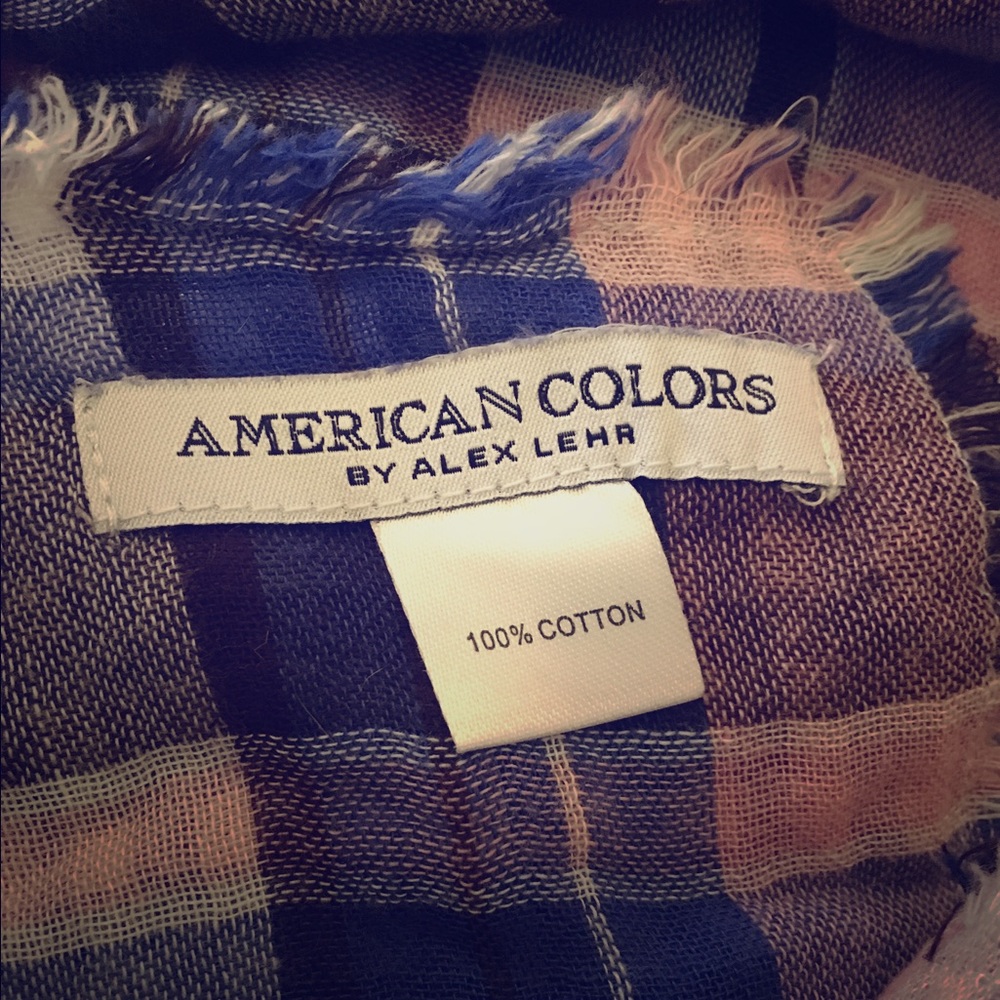 AMERICAN COLORS
BY ALEX LEHR
100% COTTON